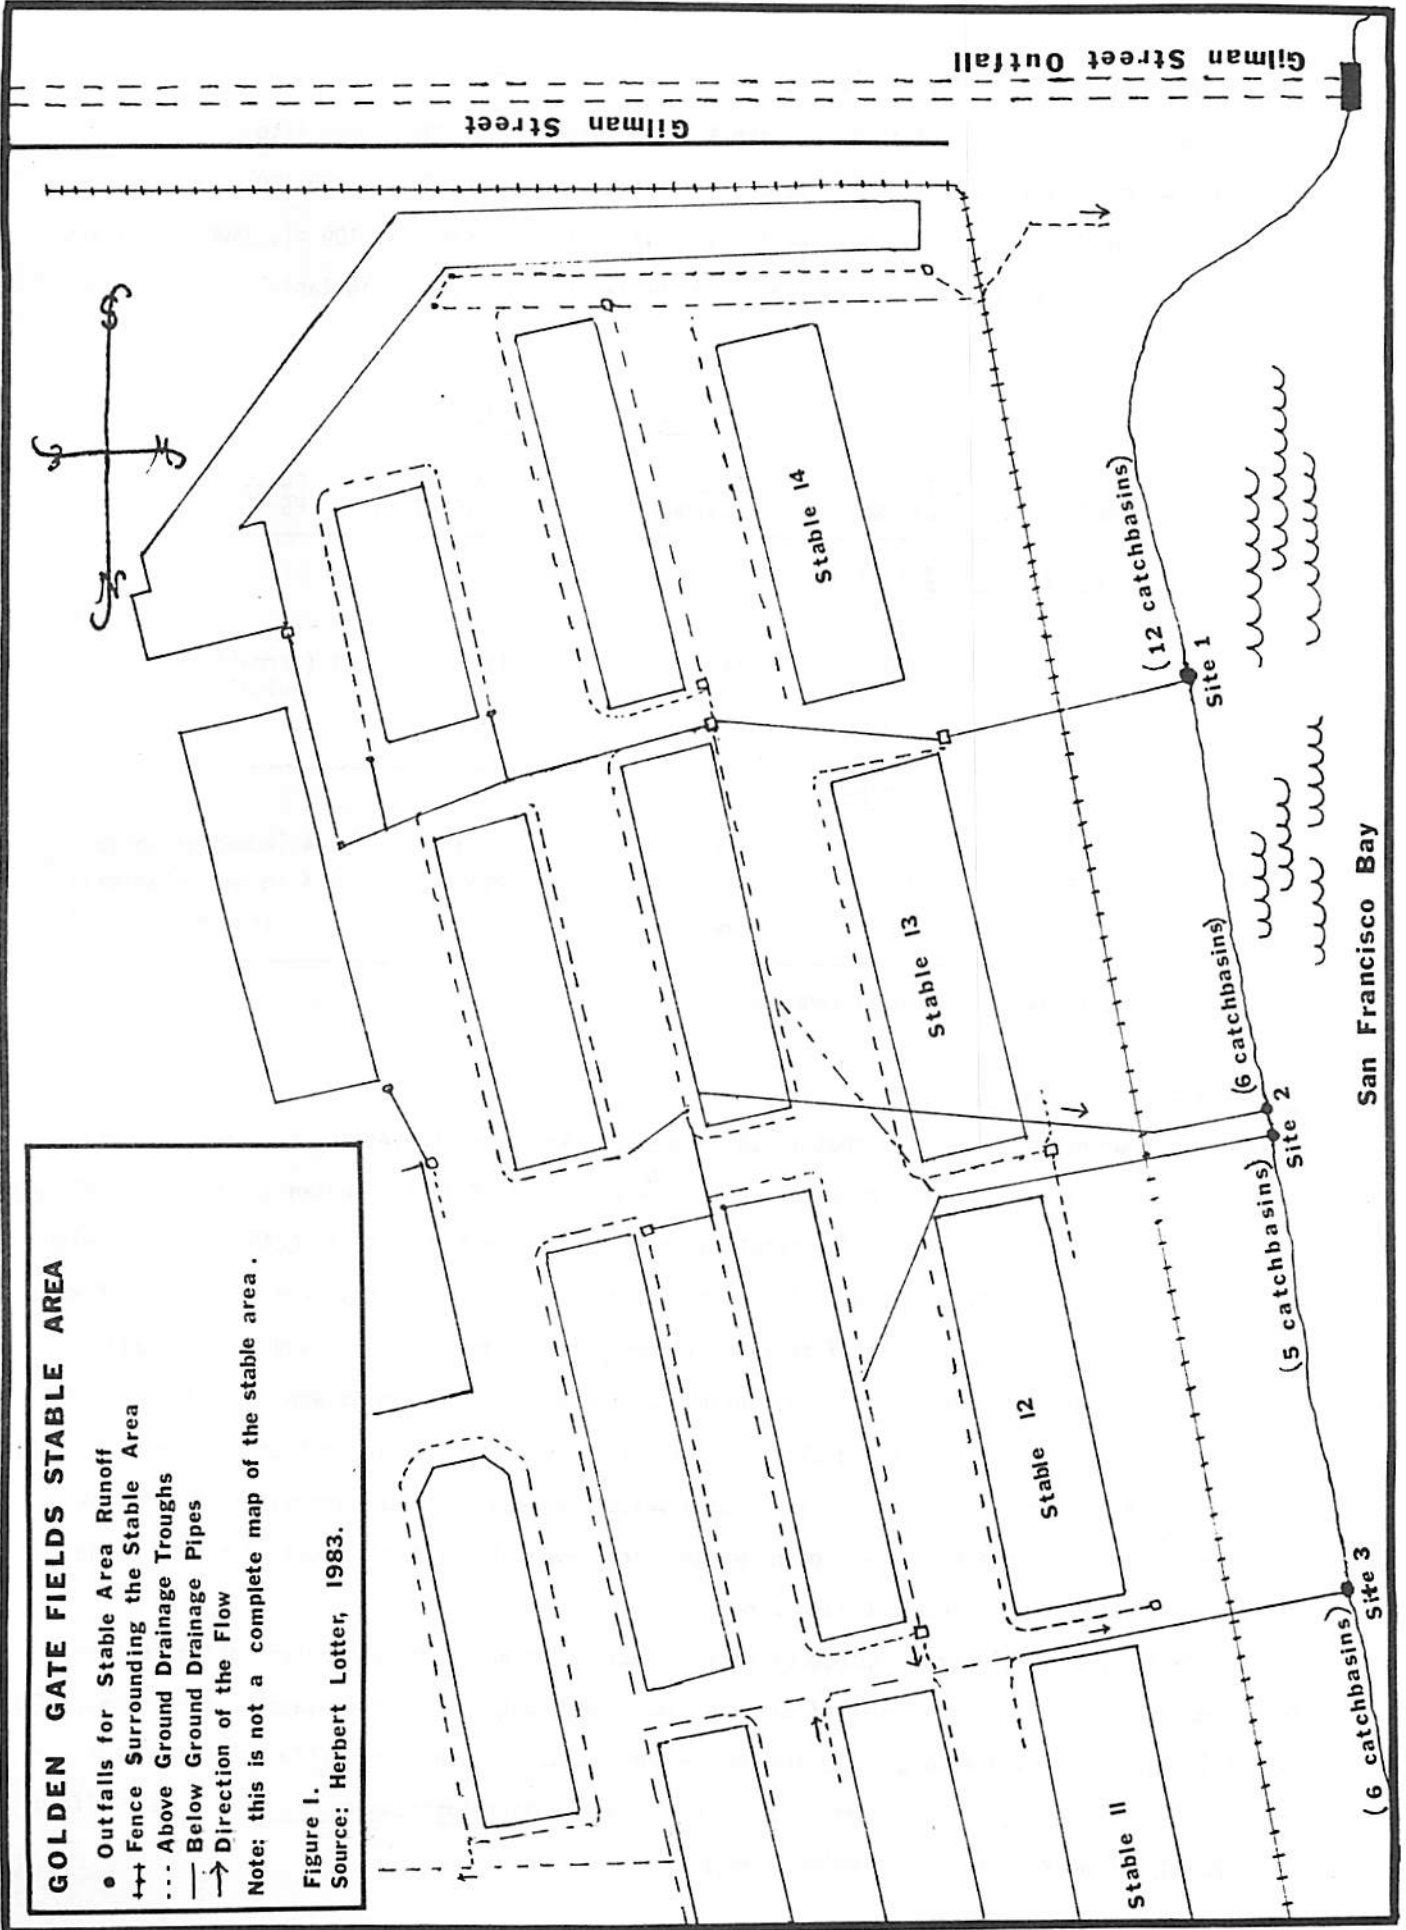 GOLDEN GATE FIELDS STABLE AREA
Outfalls for Stable Area Runoff
Fence Surrounding the Stable Area
Above Ground Drainage Troughs
Below Ground Drainage Pipes
Direction of the Flow
Note: this is not a complete map of the stable area.
Figure 1.
Source: Herbert Lotter, 1983.
N
S
E
W
Gilman Street
Gilman Street Outfall
Stable 14
Stable 13
Stable 12
Stable 11
(12 catchbasins)
Site 1
(6 catchbasins)
Site 2
(5 catchbasins)
Site 3
(6 catchbasins)
San Francisco Bay